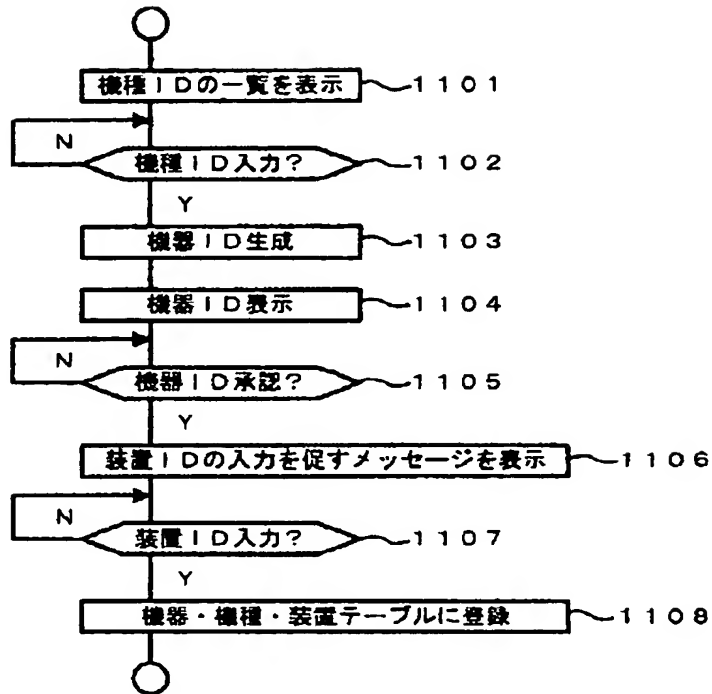 機種IDの一覧を表示 1101
N
機種ID入力? 1102
Y
機器ID生成 1103
機器ID表示 1104
N
機器ID承認? 1105
Y
装置IDの入力を促すメッセージを表示 1106
N
装置ID入力? 1107
Y
機器・機種・装置テーブルに登録 1108